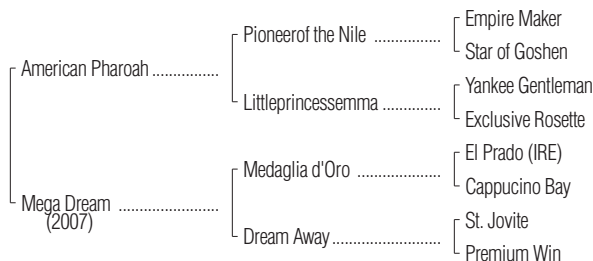 Empire Maker
Pioneerof the Nile ................
Star of Goshen
American Pharoah ................
Yankee Gentleman
Littleprincessemma ..............
Exclusive Rosette
El Prado (IRE)
Medaglia d'Oro ....................
Cappucino Bay
Mega Dream ........................
(2007)
St. Jovite
Dream Away..........................
Premium Win